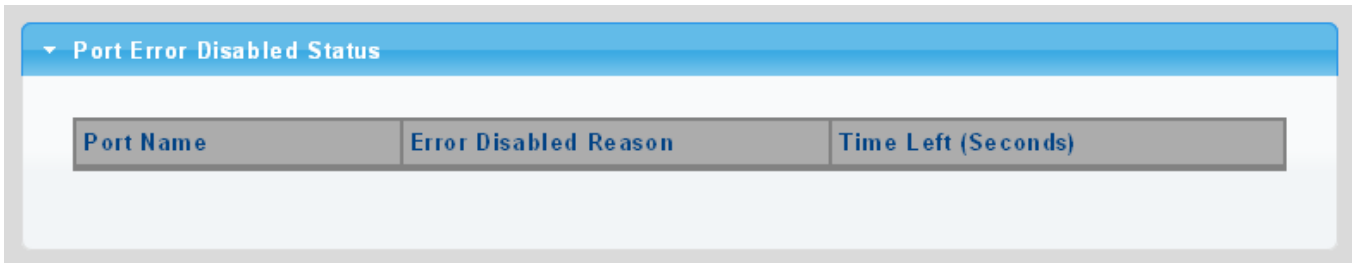 Port Error Disabled Status
Port Name Error Disabled Reason Time Left (Seconds)